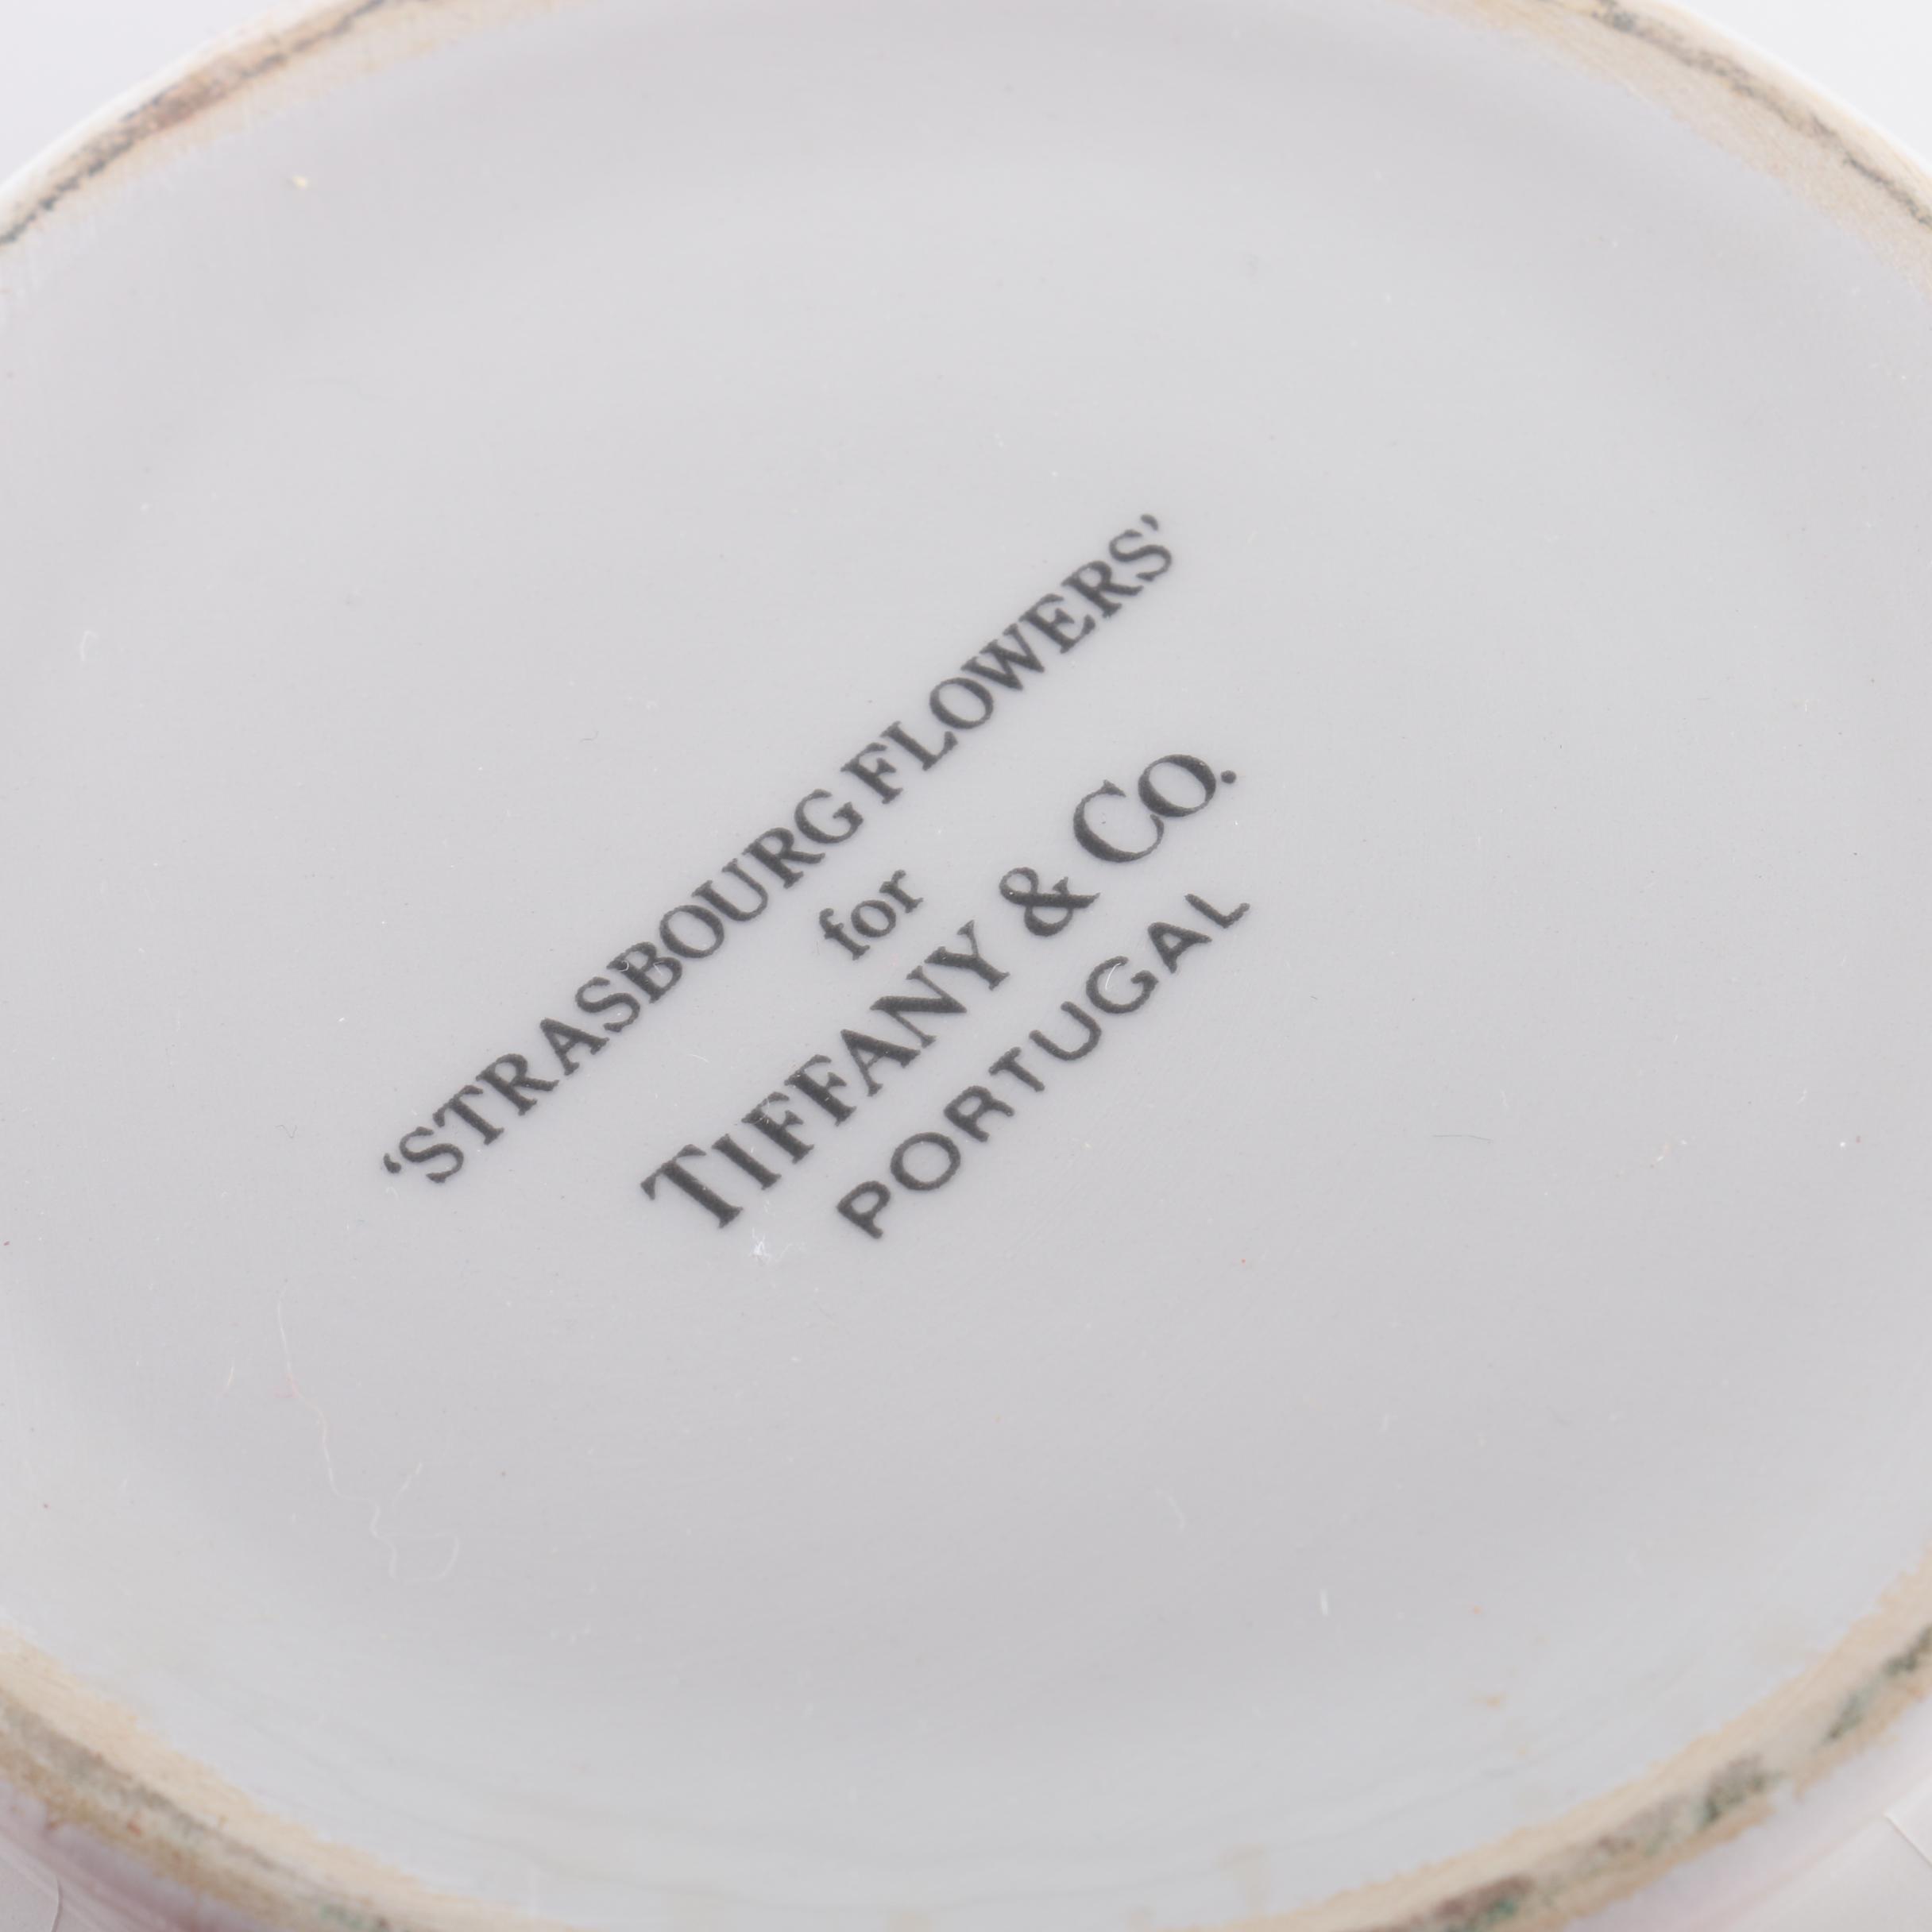 ‘STRASBOURG FLOWERS’
for
TIFFANY & CO.
PORTUGAL